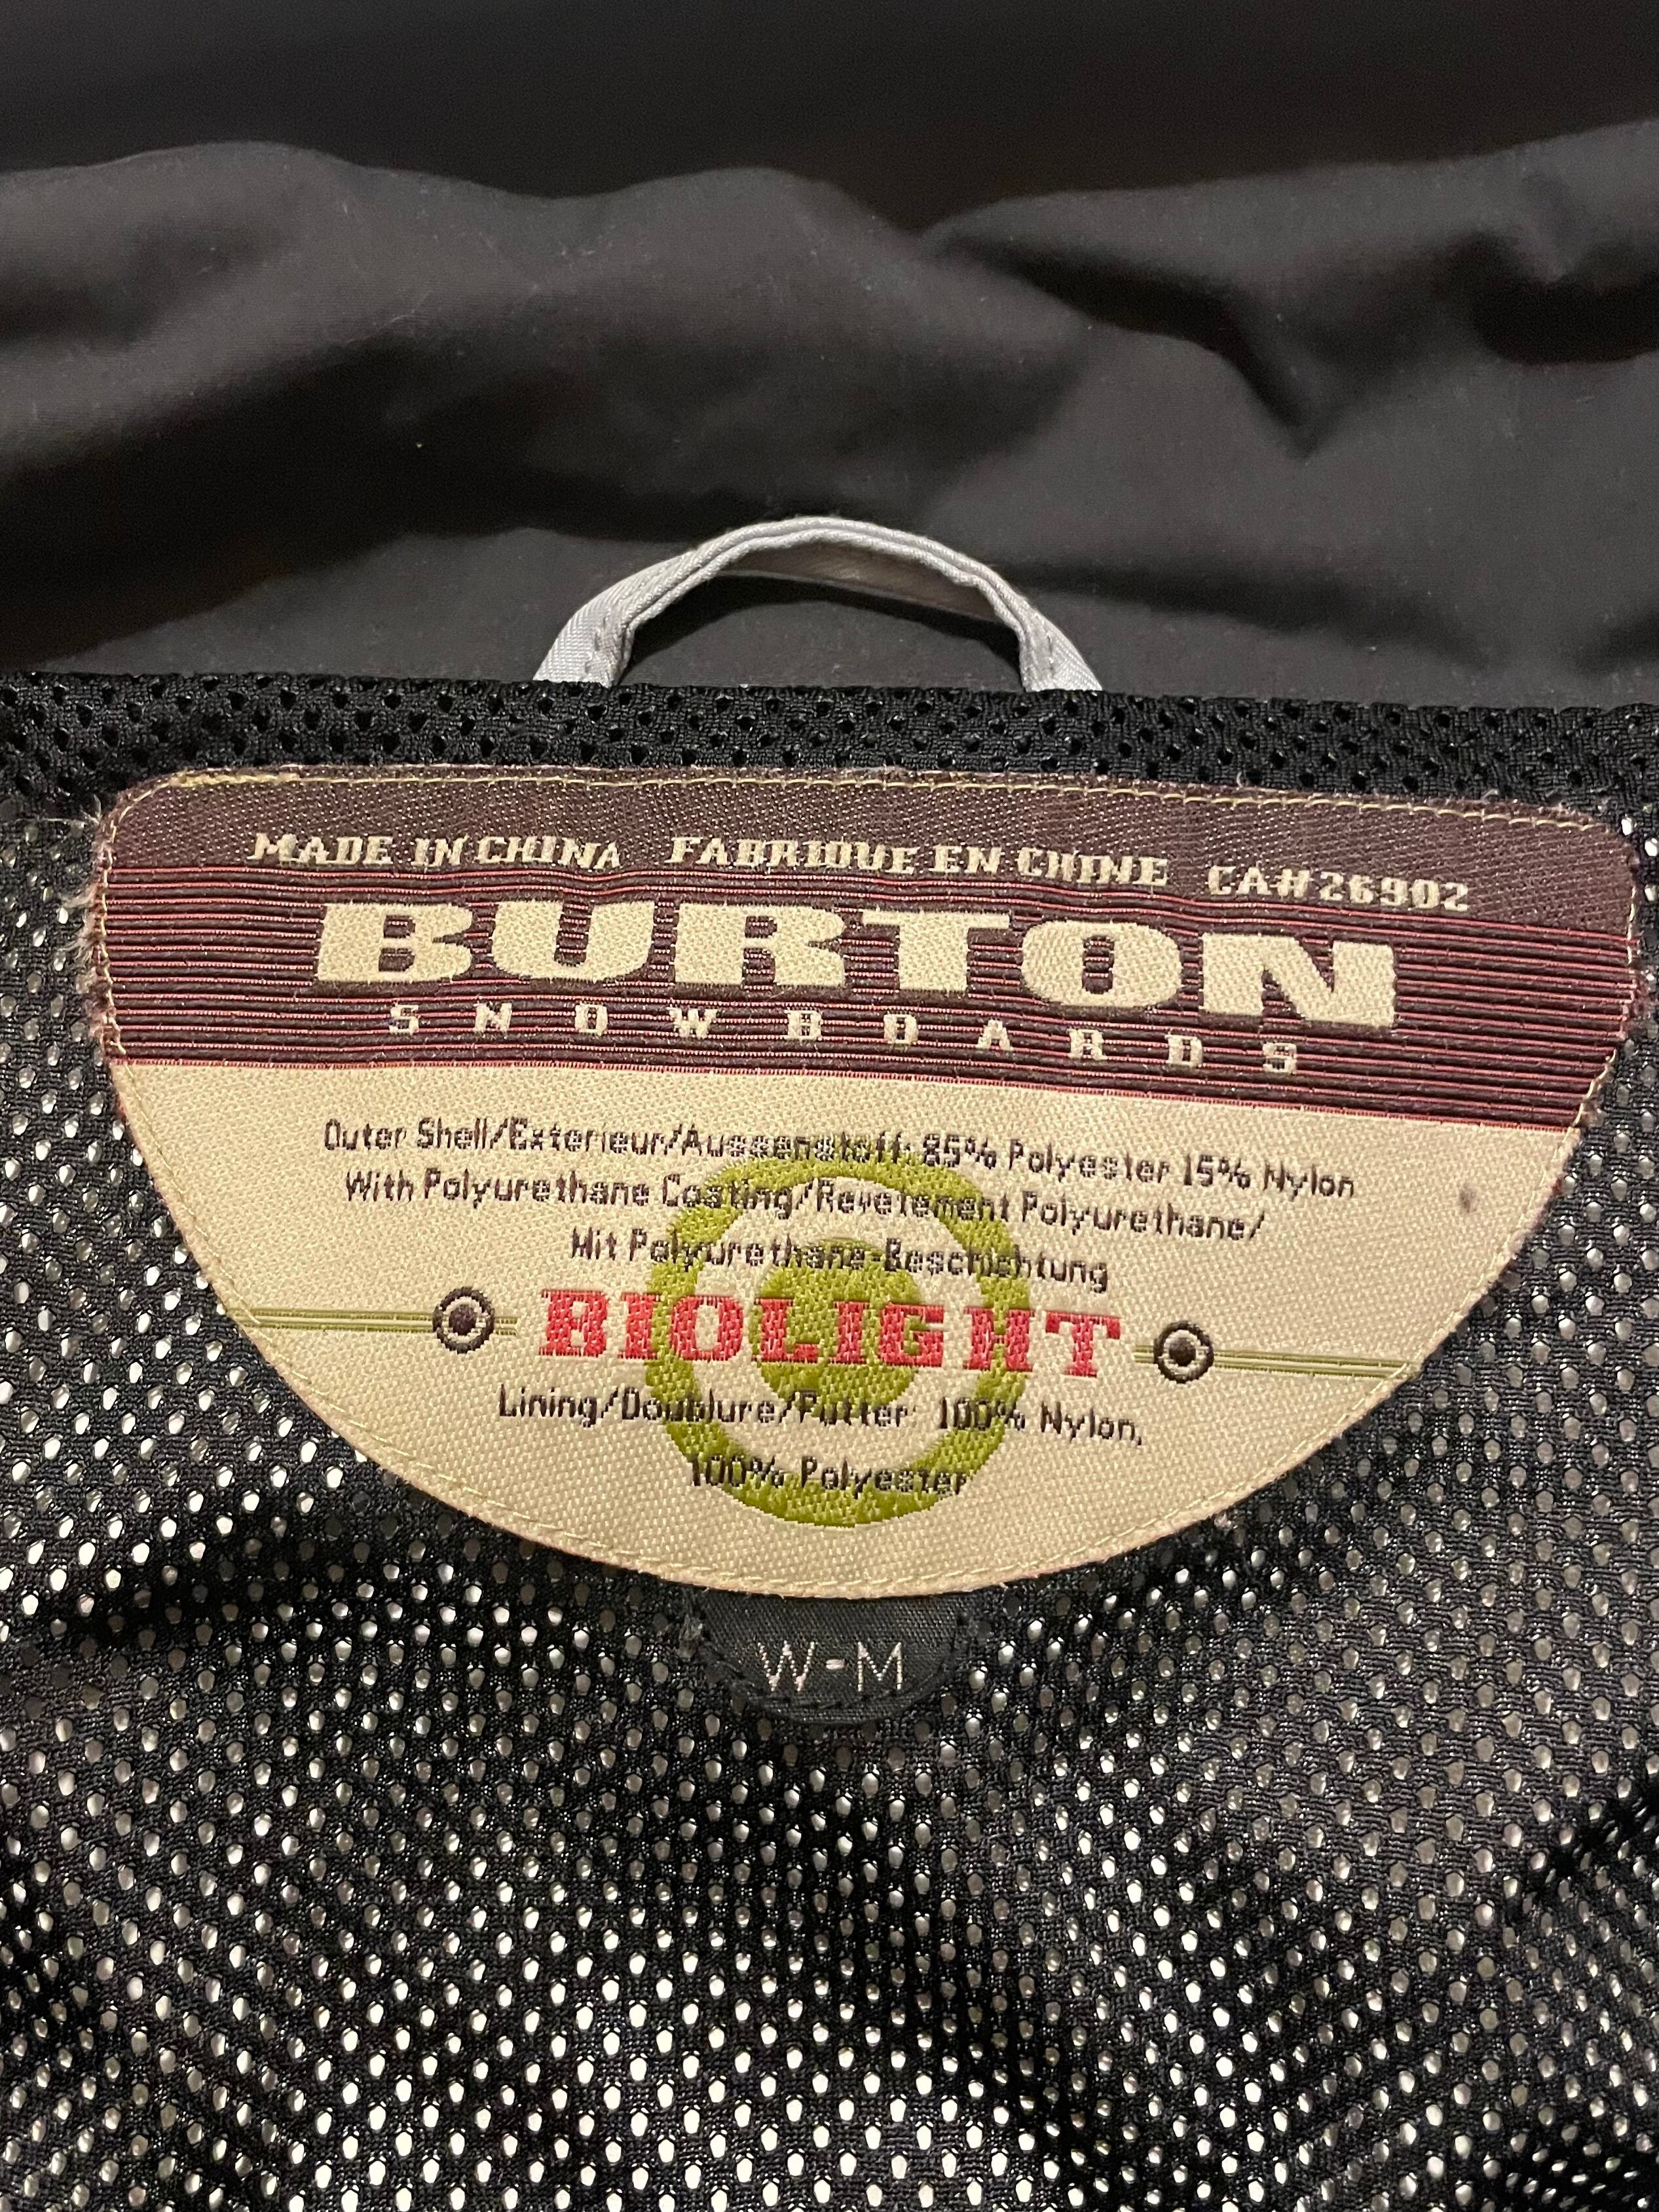 MADE IN CHINA FABRIQUE EN CHINE CA#26902
BURTON
SNOWBOARDS
Outer Shell/Exterieur/Aussenstoff: 85% Polyester 15% Nylon
With Polyurethane Coating/Revetement Polyurethane/
Mit Polyurethane-Beschichtung
BIOLIGHT
Lining/Doublure/Futter: 100% Nylon,
100% Polyester
W-M